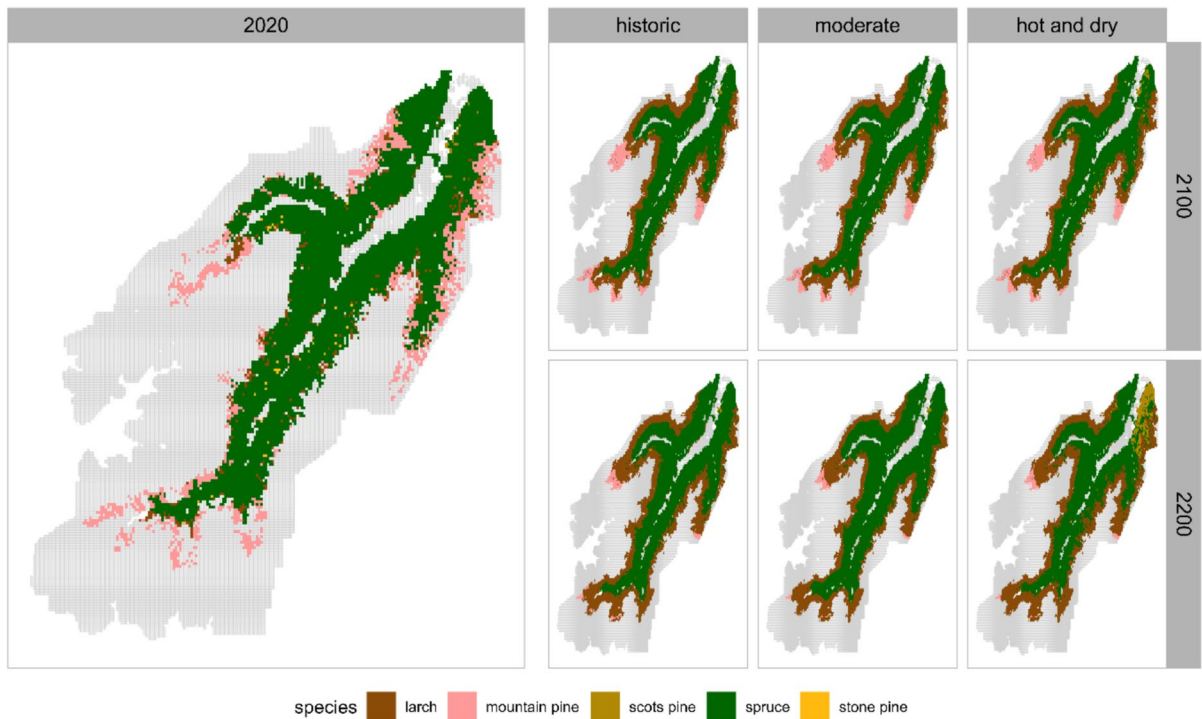 2020
historic
moderate
hot and dry
2100
2200
species larch mountain pine scots pine spruce stone pine